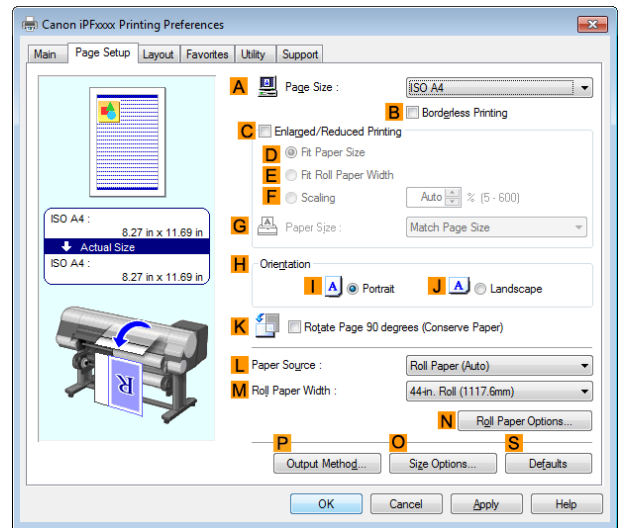 Canon iPFxxxx Printing Preferences
Main Page Setup Layout Favorites Utility Support
A Page Size : ISO A4
B Borderless Printing
C Enlarged/Reduced Printing
D Fit Paper Size
E Fit Roll Paper Width
F Scaling Auto % (5 - 600)
G Paper Size : Match Page Size
ISO A4 :
8.27 in x 11.69 in
Actual Size
ISO A4 :
8.27 in x 11.69 in
H Orientation
I A Portrait J A Landscape
K Rotate Page 90 degrees (Conserve Paper)
R
L Paper Source : Roll Paper (Auto)
M Roll Paper Width : 44-in. Roll (1117.6mm)
N Roll Paper Options...
P O S
Output Method... Size Options... Defaults
OK Cancel Apply Help